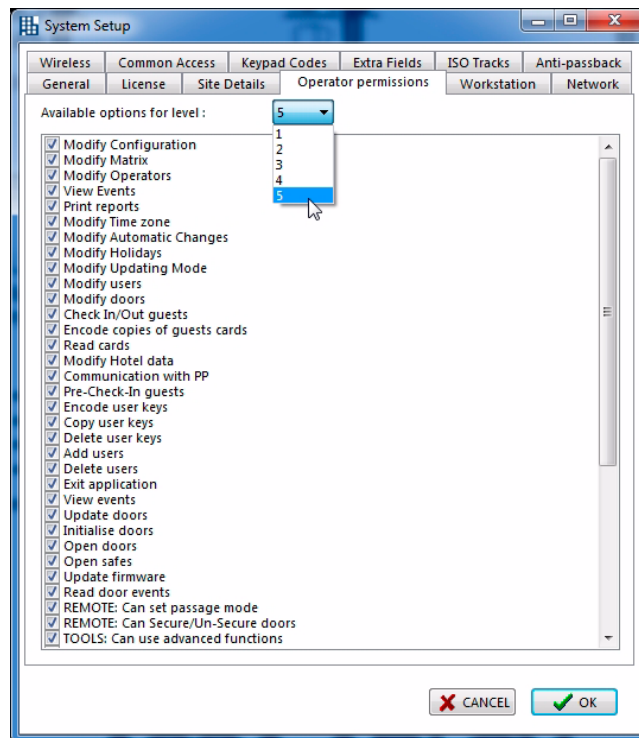 System Setup
Wireless Common Access Keypad Codes Extra Fields ISO Tracks Anti-passback
General License Site Details Operator permissions Workstation Network
Available options for level : 5
1
2
3
4
5
Modify Configuration
Modify Matrix
Modify Operators
View Events
Print reports
Modify Time zone
Modify Automatic Changes
Modify Holidays
Modify Updating Mode
Modify users
Modify doors
Check In/Out guests
Encode copies of guests cards
Read cards
Modify Hotel data
Communication with PP
Pre-Check-In guests
Encode user keys
Copy user keys
Delete user keys
Add users
Delete users
Exit application
View events
Update doors
Initialise doors
Open doors
Open safes
Update firmware
Read door events
REMOTE: Can set passage mode
REMOTE: Can Secure/Un-Secure doors
TOOLS: Can use advanced functions
CANCEL OK